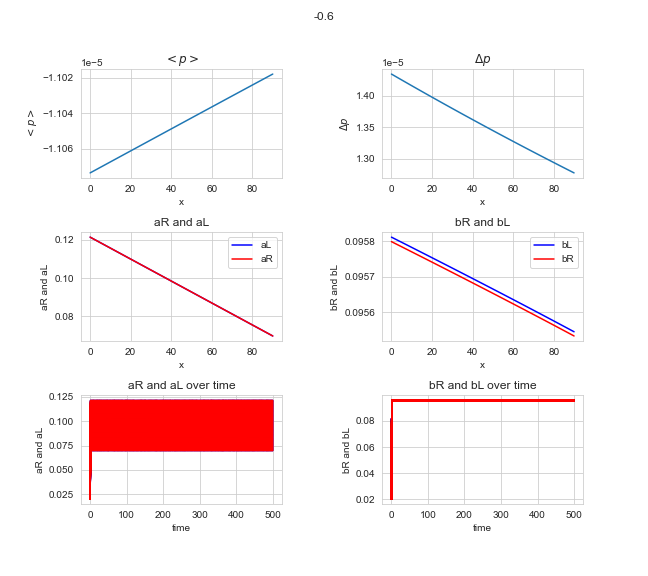 -0.6
< p >
Δp
1e−5
1e−5
−1.102
−1.104
−1.106
< p >
0 20 40 60 80
x
1.40
1.35
1.30
Δp
0 20 40 60 80
x
aR and aL
bR and bL
0.12
0.10
0.08
aR and aL
aL
aR
0 20 40 60 80
x
0.0958
0.0957
0.0956
bR and bL
bL
bR
0 20 40 60 80
x
aR and aL over time
bR and bL over time
0.125
0.100
0.075
0.050
0.025
aR and aL
0 100 200 300 400 500
time
0.08
0.06
0.04
0.02
bR and bL
0 100 200 300 400 500
time